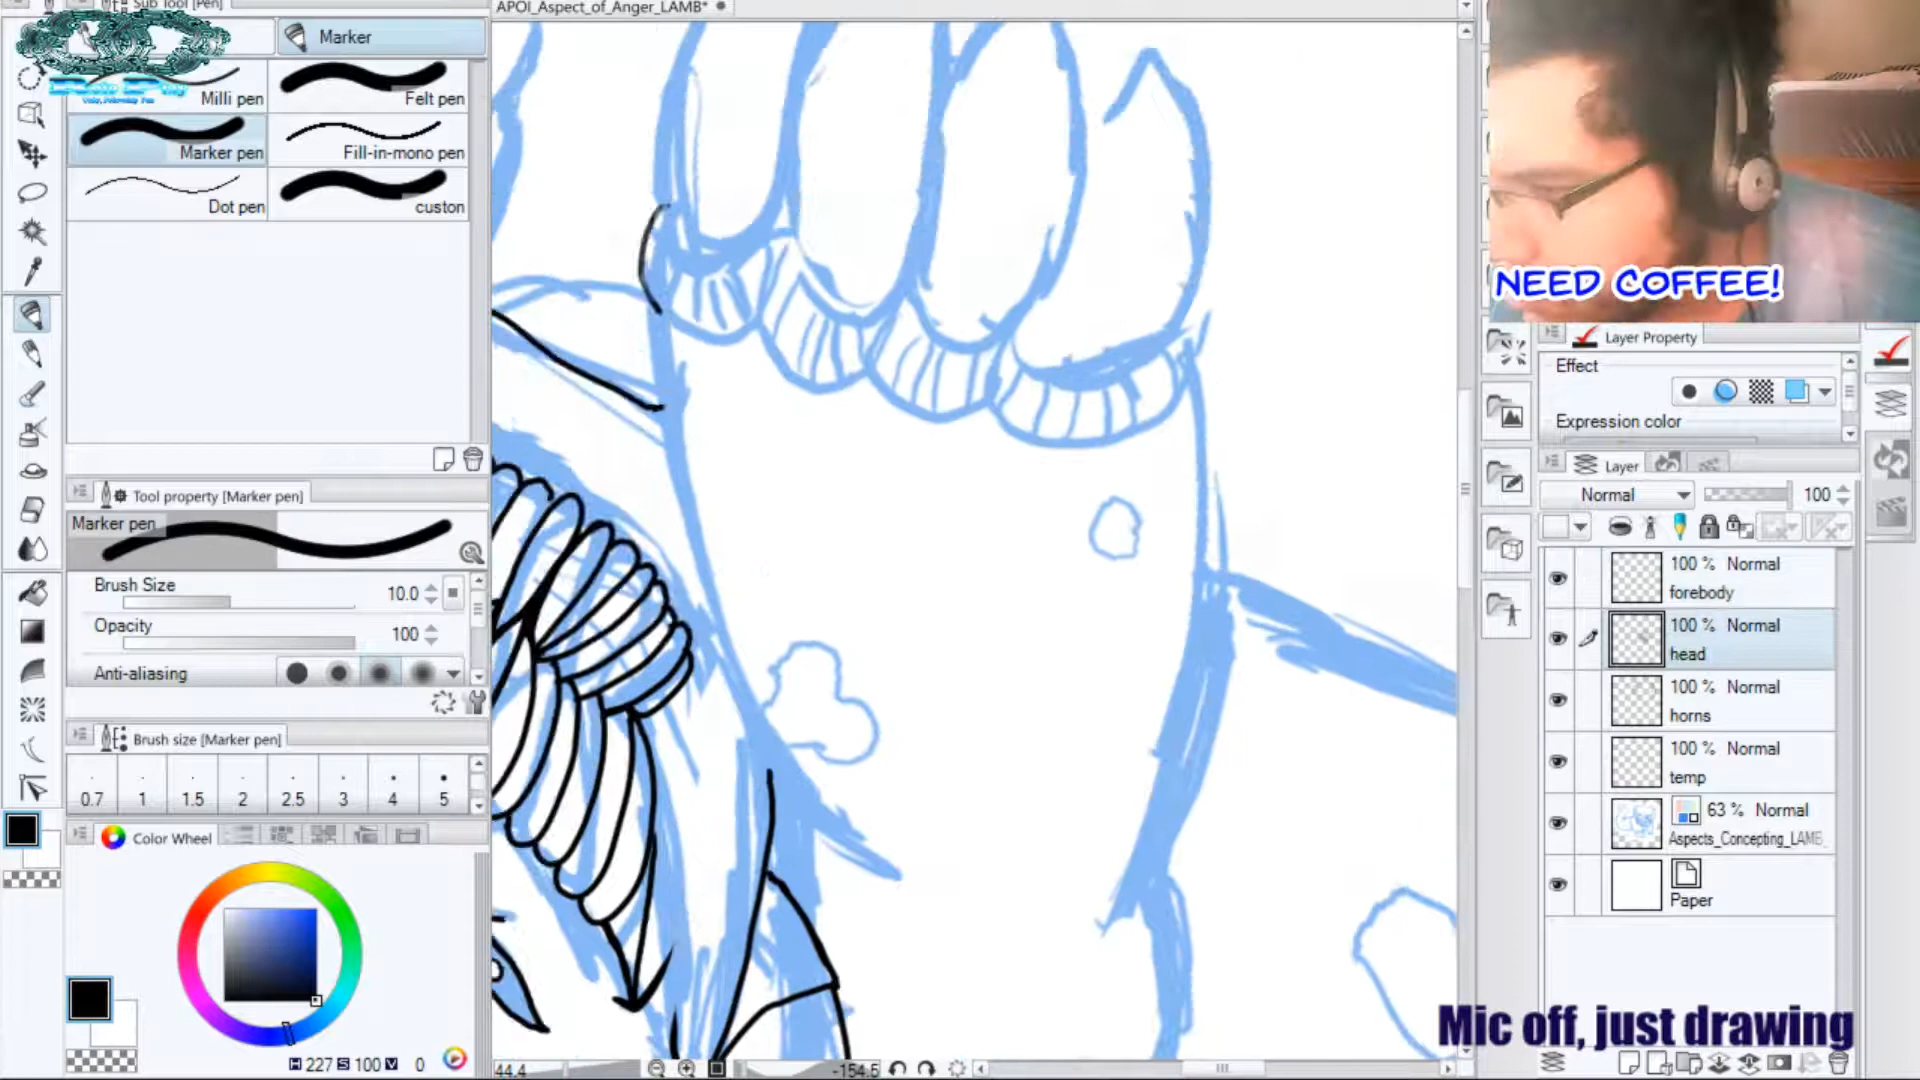 Sub Tool [Pen]
APOI_Aspect_of_Anger_LAMB*
Marker
Milli pen
Felt pen
Marker pen
Fill-in-mono pen
Dot pen
custon
NEED COFFEE!
Tool property [Marker pen]
Marker pen
Brush Size
10.0
Opacity
100
Anti-aliasing
Brush size [Marker pen]
0.7 1 1.5 2 2.5 3 4 5
Color Wheel
H 227 S 100 V 0
44.4
-154.5
Layer Property
Effect
Expression color
Layer
Normal 100
100 % Normal
forebody
100 % Normal
head
100 % Normal
horns
100 % Normal
temp
63 % Normal
Aspects_Concepting_LAMB
Paper
Mic off, just drawing